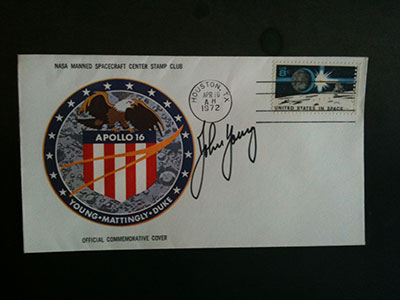 NASA MANNED SPACECRAFT CENTER STAMP CLUB
HOUSTON, TX
APR 16
AM
1972
8¢
UNITED STATES IN SPACE
APOLLO 16
John Young
YOUNG • MATTINGLY • DUKE
OFFICIAL COMMEMORATIVE COVER